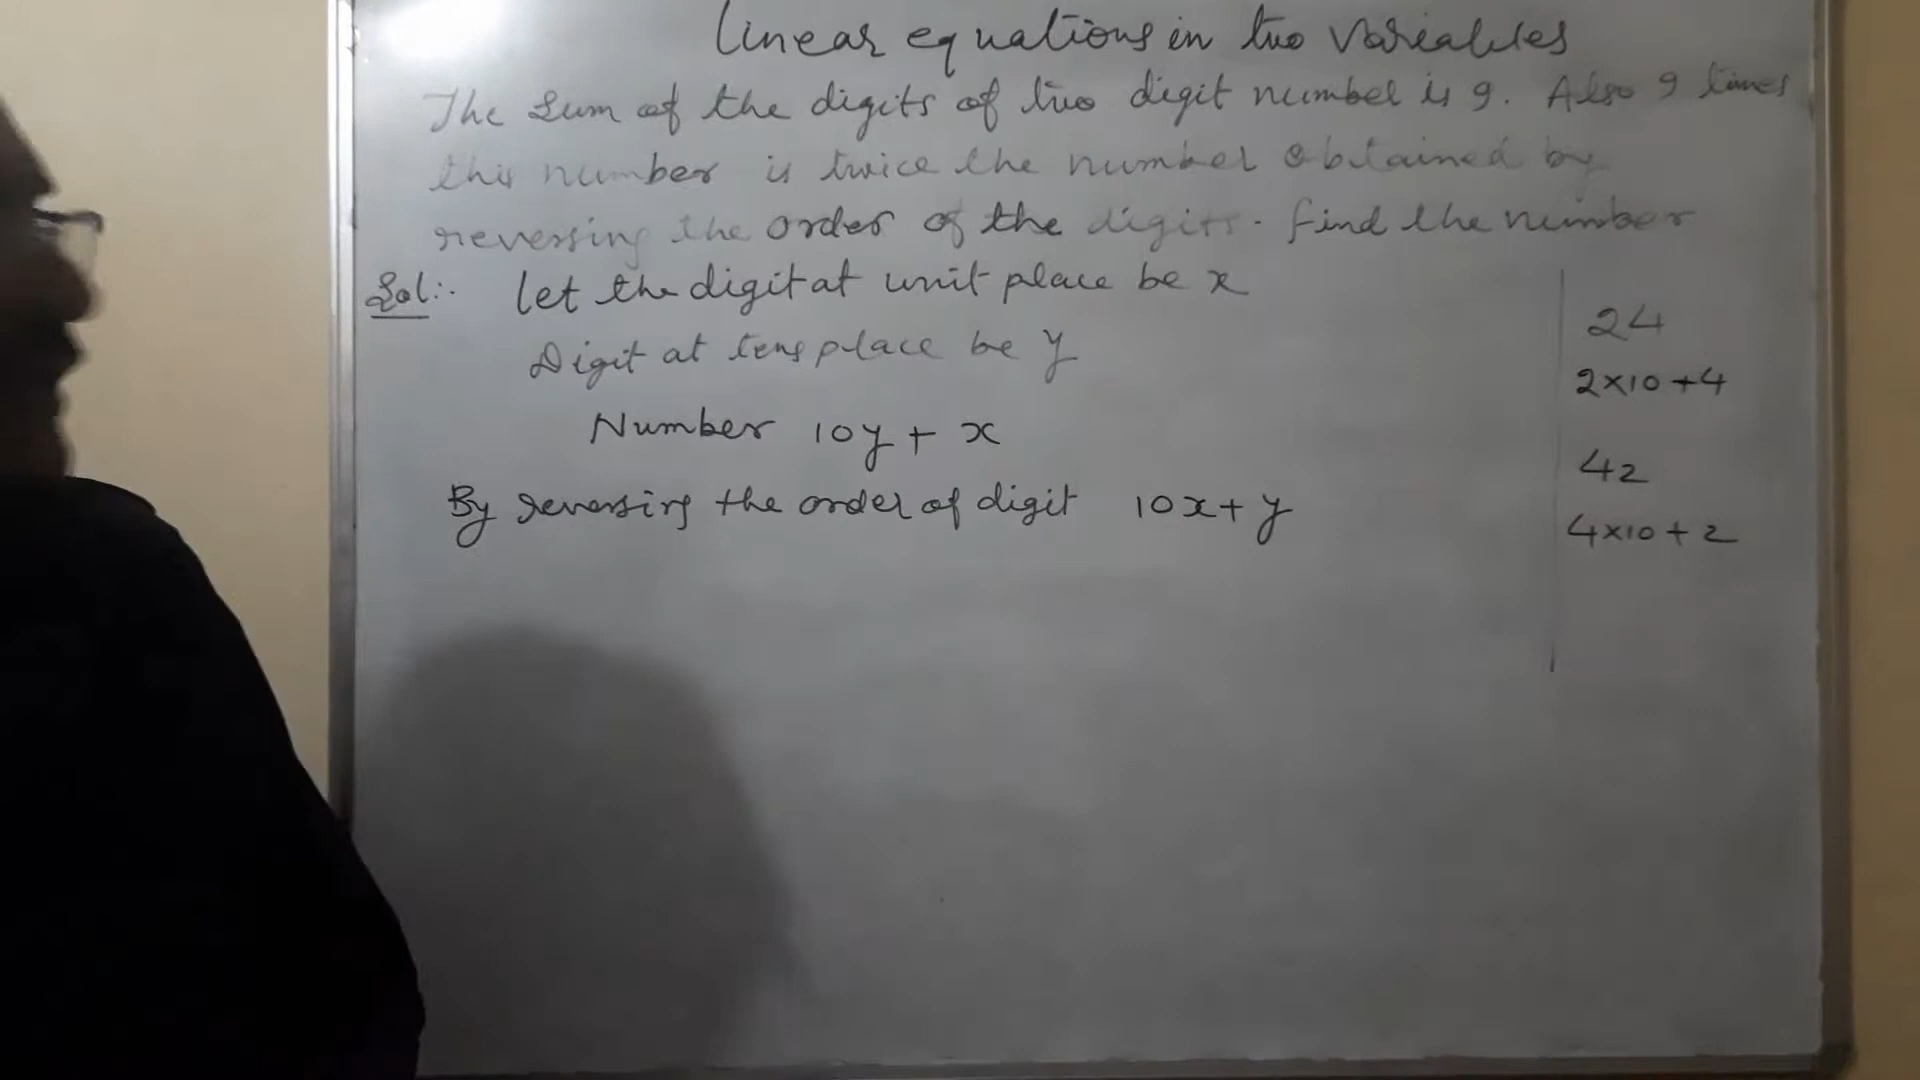 Linear equations in two variables
The sum of the digits of two digit number is 9. Also 9 times
this number is twice the number obtained by
reversing the order of the digits. find the number
Sol:- let the digit at unit place be x
Digit at tens place be y
Number 10y + x
By reversing the order of digit 10x + y
24
2×10+4
42
4×10+2